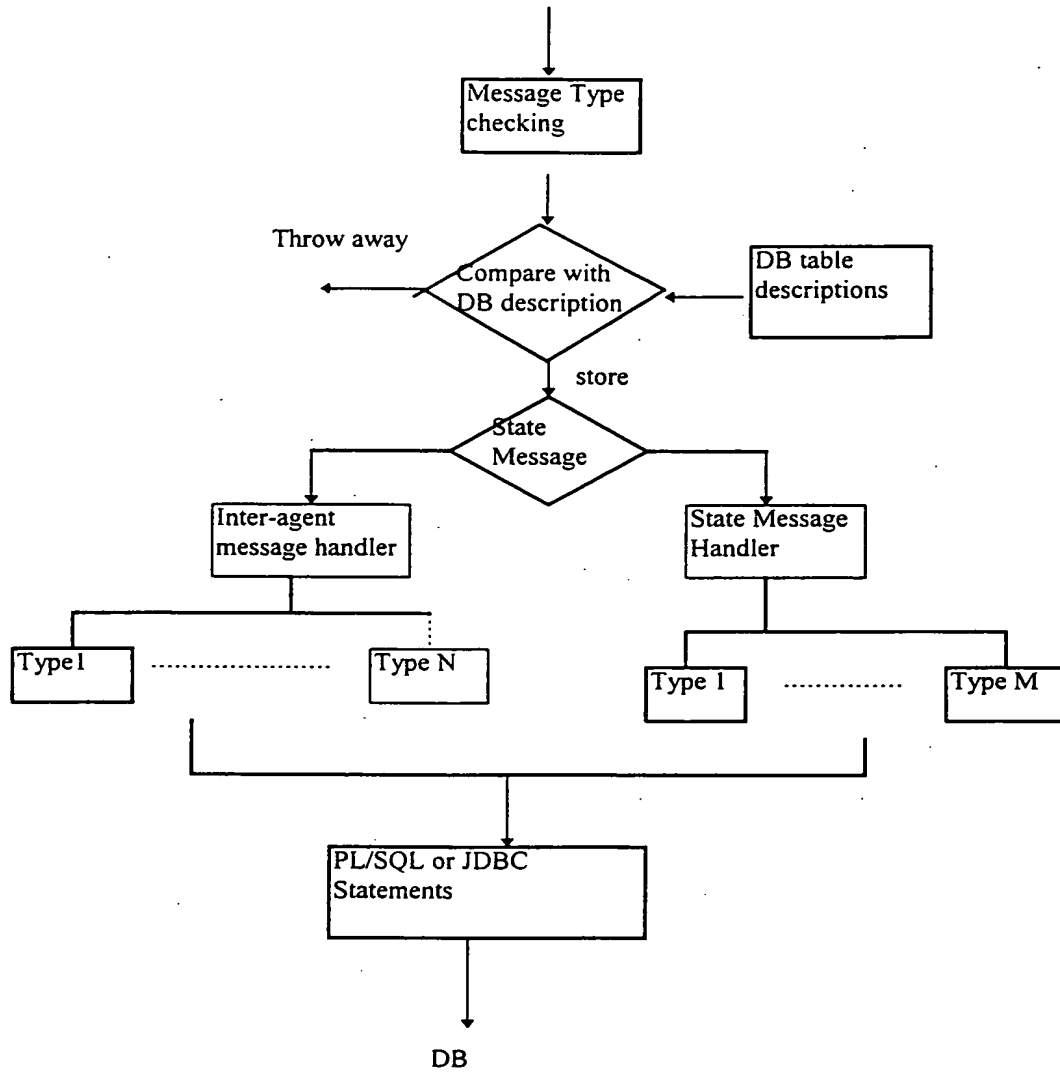 Message Type
checking
Throw away
Compare with
DB description
DB table
descriptions
store
State
Message
Inter-agent
message handler
State Message
Handler
Type1
Type N
Type 1
Type M
PL/SQL or JDBC
Statements
DB